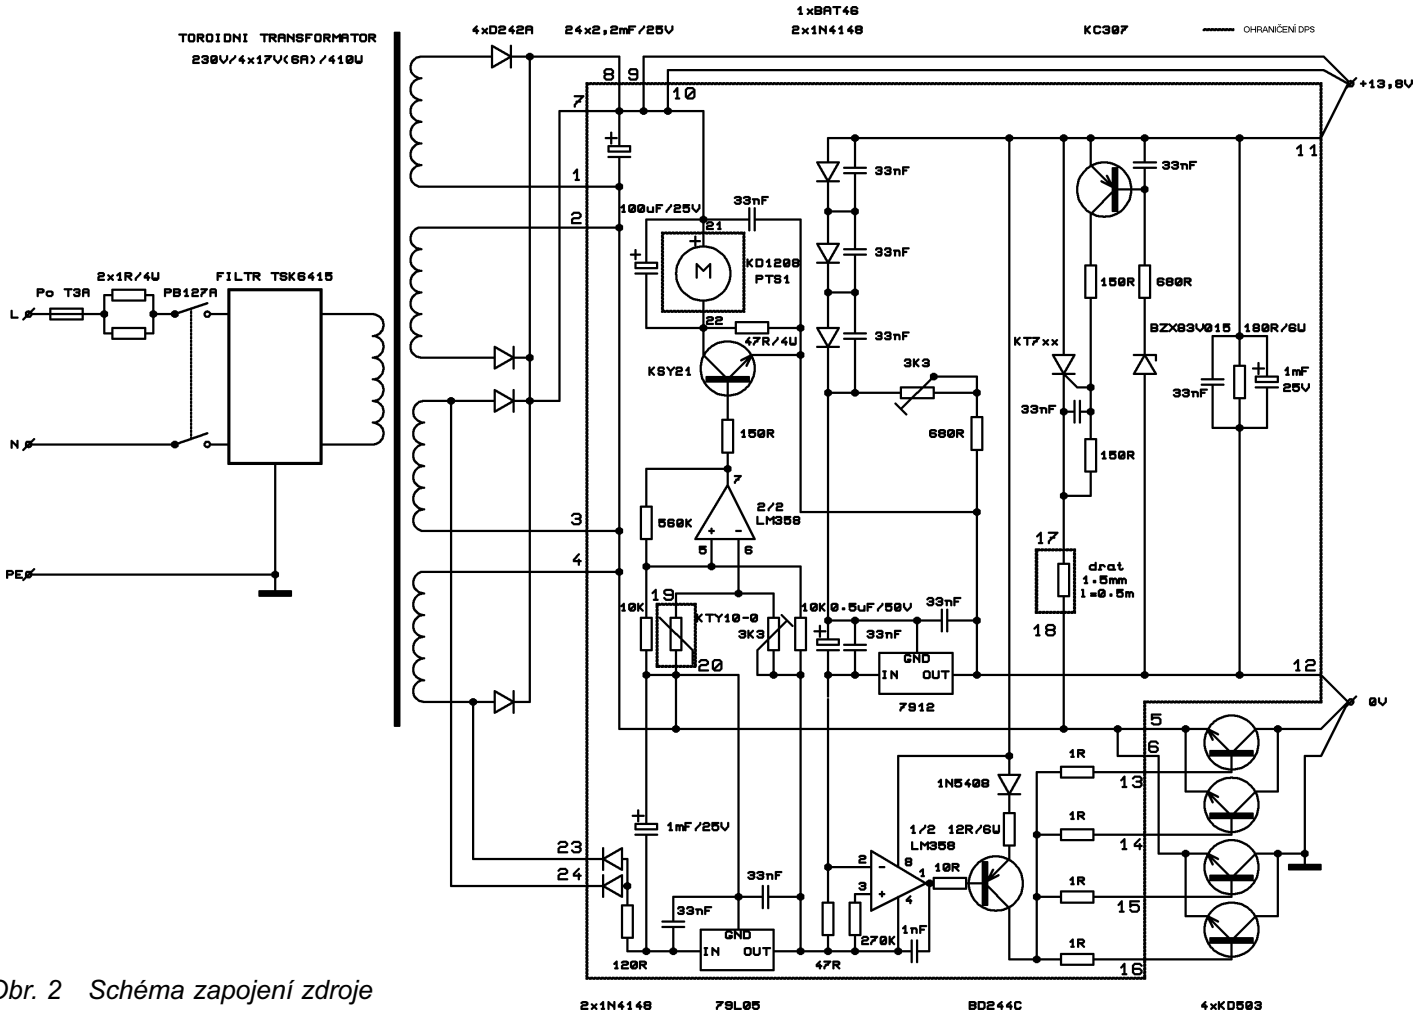 1xBAT46
4xD242A
24x2,2mF/25V
2x1N4148
KC307
OHRANIČENÍ DPS
TOROIDNI TRANSFORMATOR
230V/4x17V(6A)/410W
8
9
10
7
+13,8V
11
1
2
3
4
100uF/25V
33nF
21
M
KD1208
PTS1
22
47R/4W
KSY21
150R
33nF
33nF
33nF
3K3
680R
33nF
150R
680R
KT7xx
BZX83V015
180R/6W
33nF
150R
33nF
1mF
25V
2x1R/4W
FILTR TSK6415
Po T3A
PB127A
L
N
PE
7
2/2
LM358
560K
+
-
5
6
17
drat
1.5mm
l=0.5m
18
10K
19
KTY10-0
3K3
20
10K
0.5uF/50V
33nF
33nF
GND
IN
OUT
7912
12
0V
5
6
1R
13
1R
14
1R
15
1R
16
1N5408
1/2
LM358
12R/6W
2
3
-
+
8
4
1
10R
1nF
270K
47R
1mF/25V
23
24
33nF
33nF
GND
IN
OUT
120R
Obr. 2 Schéma zapojení zdroje
2x1N4148
79L05
BD244C
4xKD503